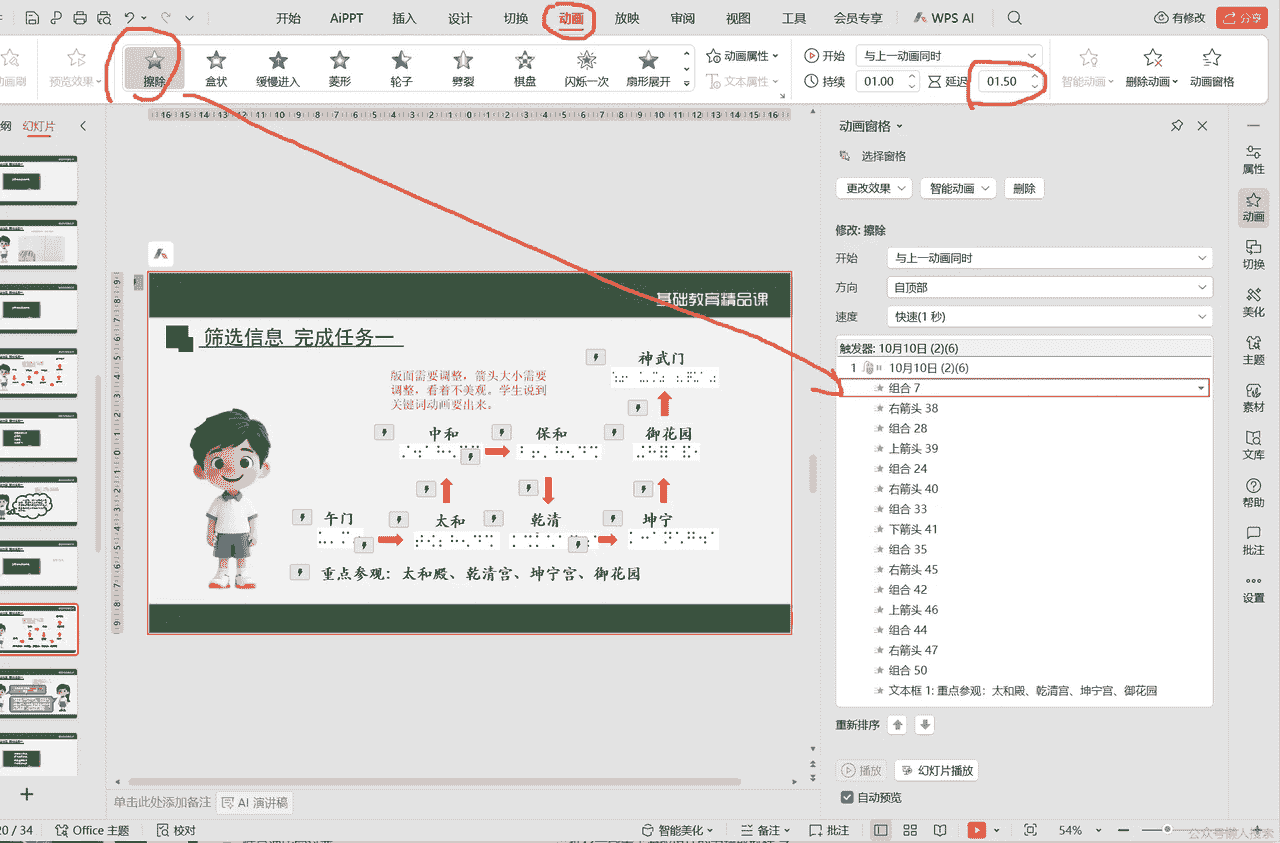 开始 AiPPT 插入 设计 切换 动画 放映 审阅 视图 工具 会员专享 WPS AI 有修改 分享
动画刷 预览效果 擦除 盒状 缓慢进入 菱形 轮子 劈裂 棋盘 闪烁一次 扇形展开 动画属性 文本属性 开始 与上一动画同时 持续 01.00 延迟 01.50 智能动画 删除动画 动画窗格
纲 幻灯片
动画窗格
选择窗格
更改效果 智能动画 删除
修改: 擦除
开始 与上一动画同时
方向 自顶部
速度 快速(1 秒)
触发器: 10月10日 (2)(6)
1 10月10日 (2)(6)
组合 7
右箭头 38
组合 28
上箭头 39
组合 24
右箭头 40
组合 33
下箭头 41
组合 35
右箭头 45
组合 42
上箭头 46
组合 44
右箭头 47
组合 50
文本框 1: 重点参观：太和殿、乾清宫、坤宁宫、御花园
重新排序
播放 幻灯片播放
自动预览
属性
动画
切换
美化
主题
素材
文库
帮助
批注
设置
基础教育精品课
筛选信息 完成任务一
版面需要调整，箭头大小需要
调整，看着不美观。学生说到
关键词动画要出来。
神武门
中和 保和 御花园
午门 太和 乾清 坤宁
重点参观：太和殿、乾清宫、坤宁宫、御花园
单击此处添加备注 AI 演讲稿
20 / 34 Office 主题 校对 智能美化 备注 批注 54%
公众号懒人搜索